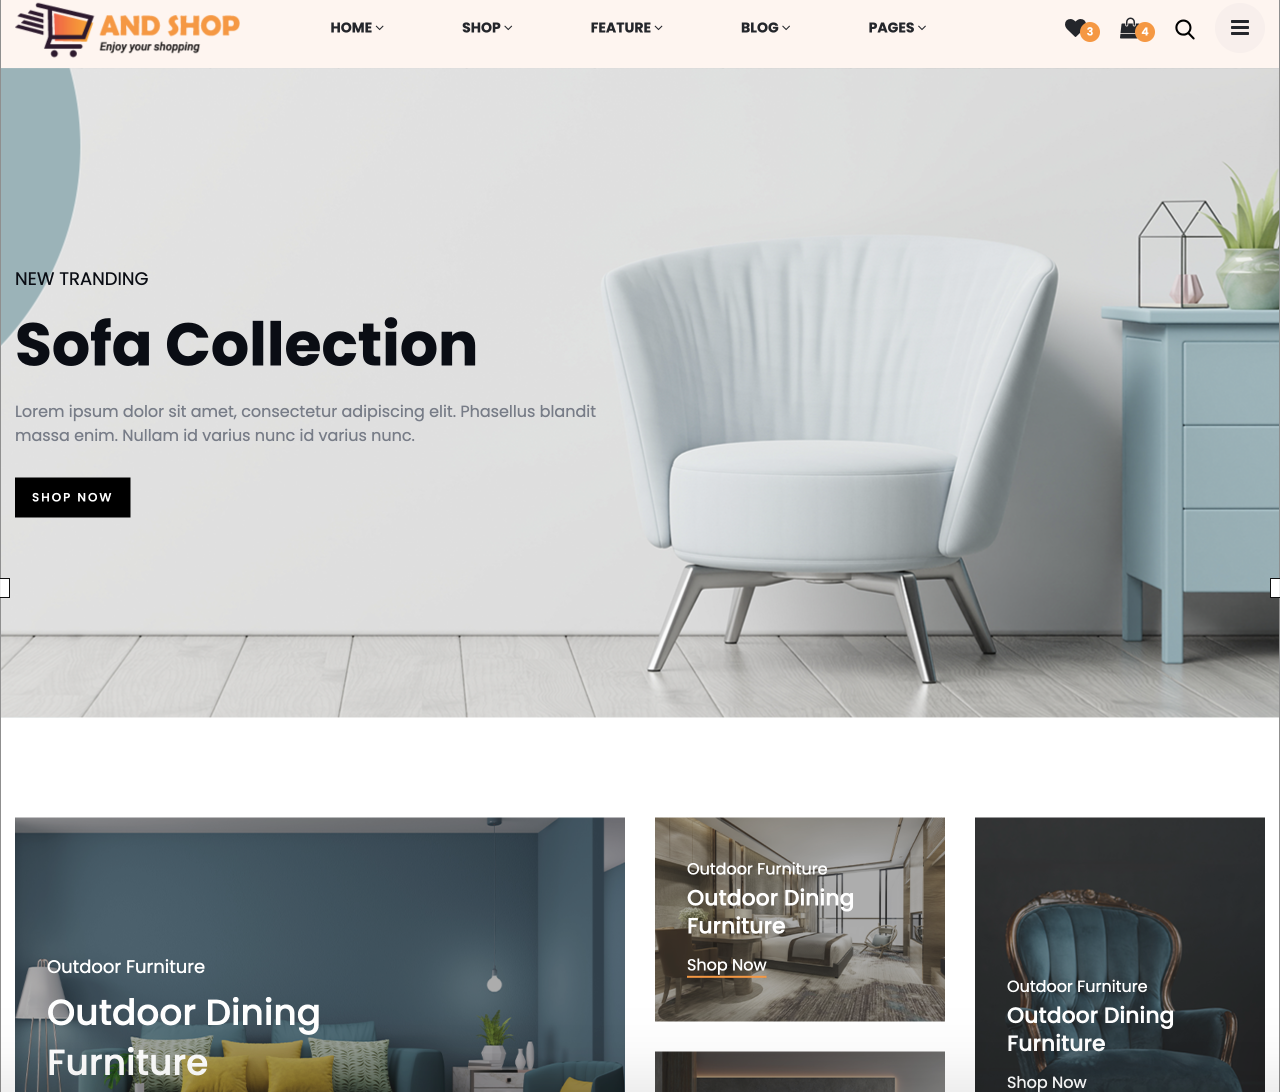 AND SHOP
Enjoy your shopping
HOME
SHOP
FEATURE
BLOG
PAGES
3
4
NEW TRANDING
Sofa Collection
Lorem ipsum dolor sit amet, consectetur adipiscing elit. Phasellus blandit
massa enim. Nullam id varius nunc id varius nunc.
SHOP NOW
Outdoor Furniture
Outdoor Dining
Furniture
Outdoor Furniture
Outdoor Dining
Furniture
Shop Now
Outdoor Furniture
Outdoor Dining
Furniture
Shop Now